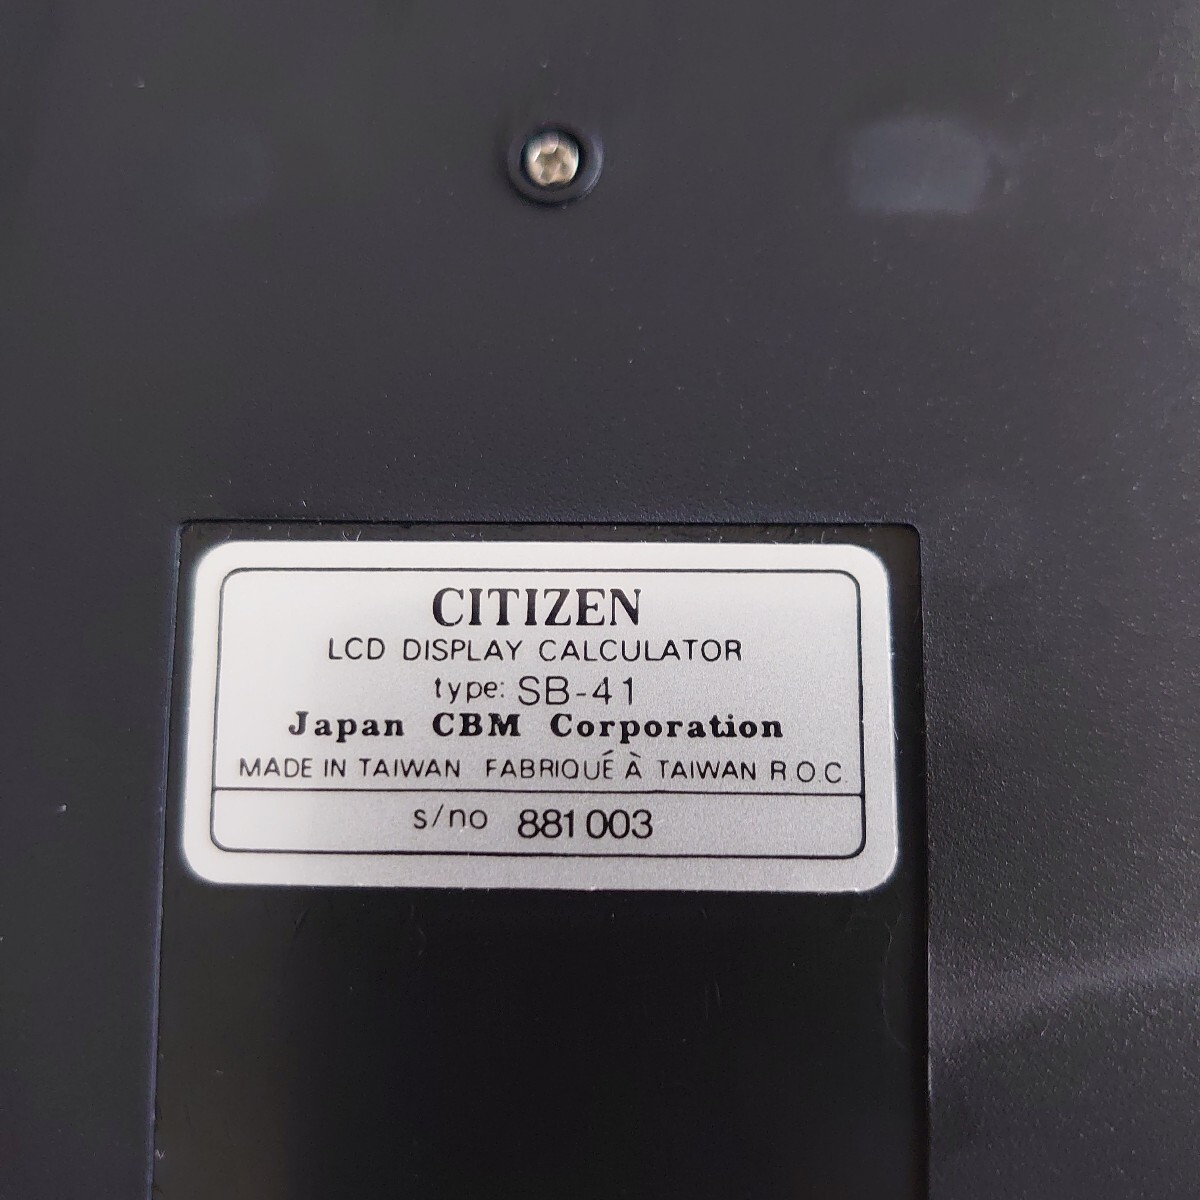 CITIZEN
LCD DISPLAY CALCULATOR
type: SB-41
Japan CBM Corporation
MADE IN TAIWAN FABRIQUÉ À TAIWAN R.O.C.
s/no 881003